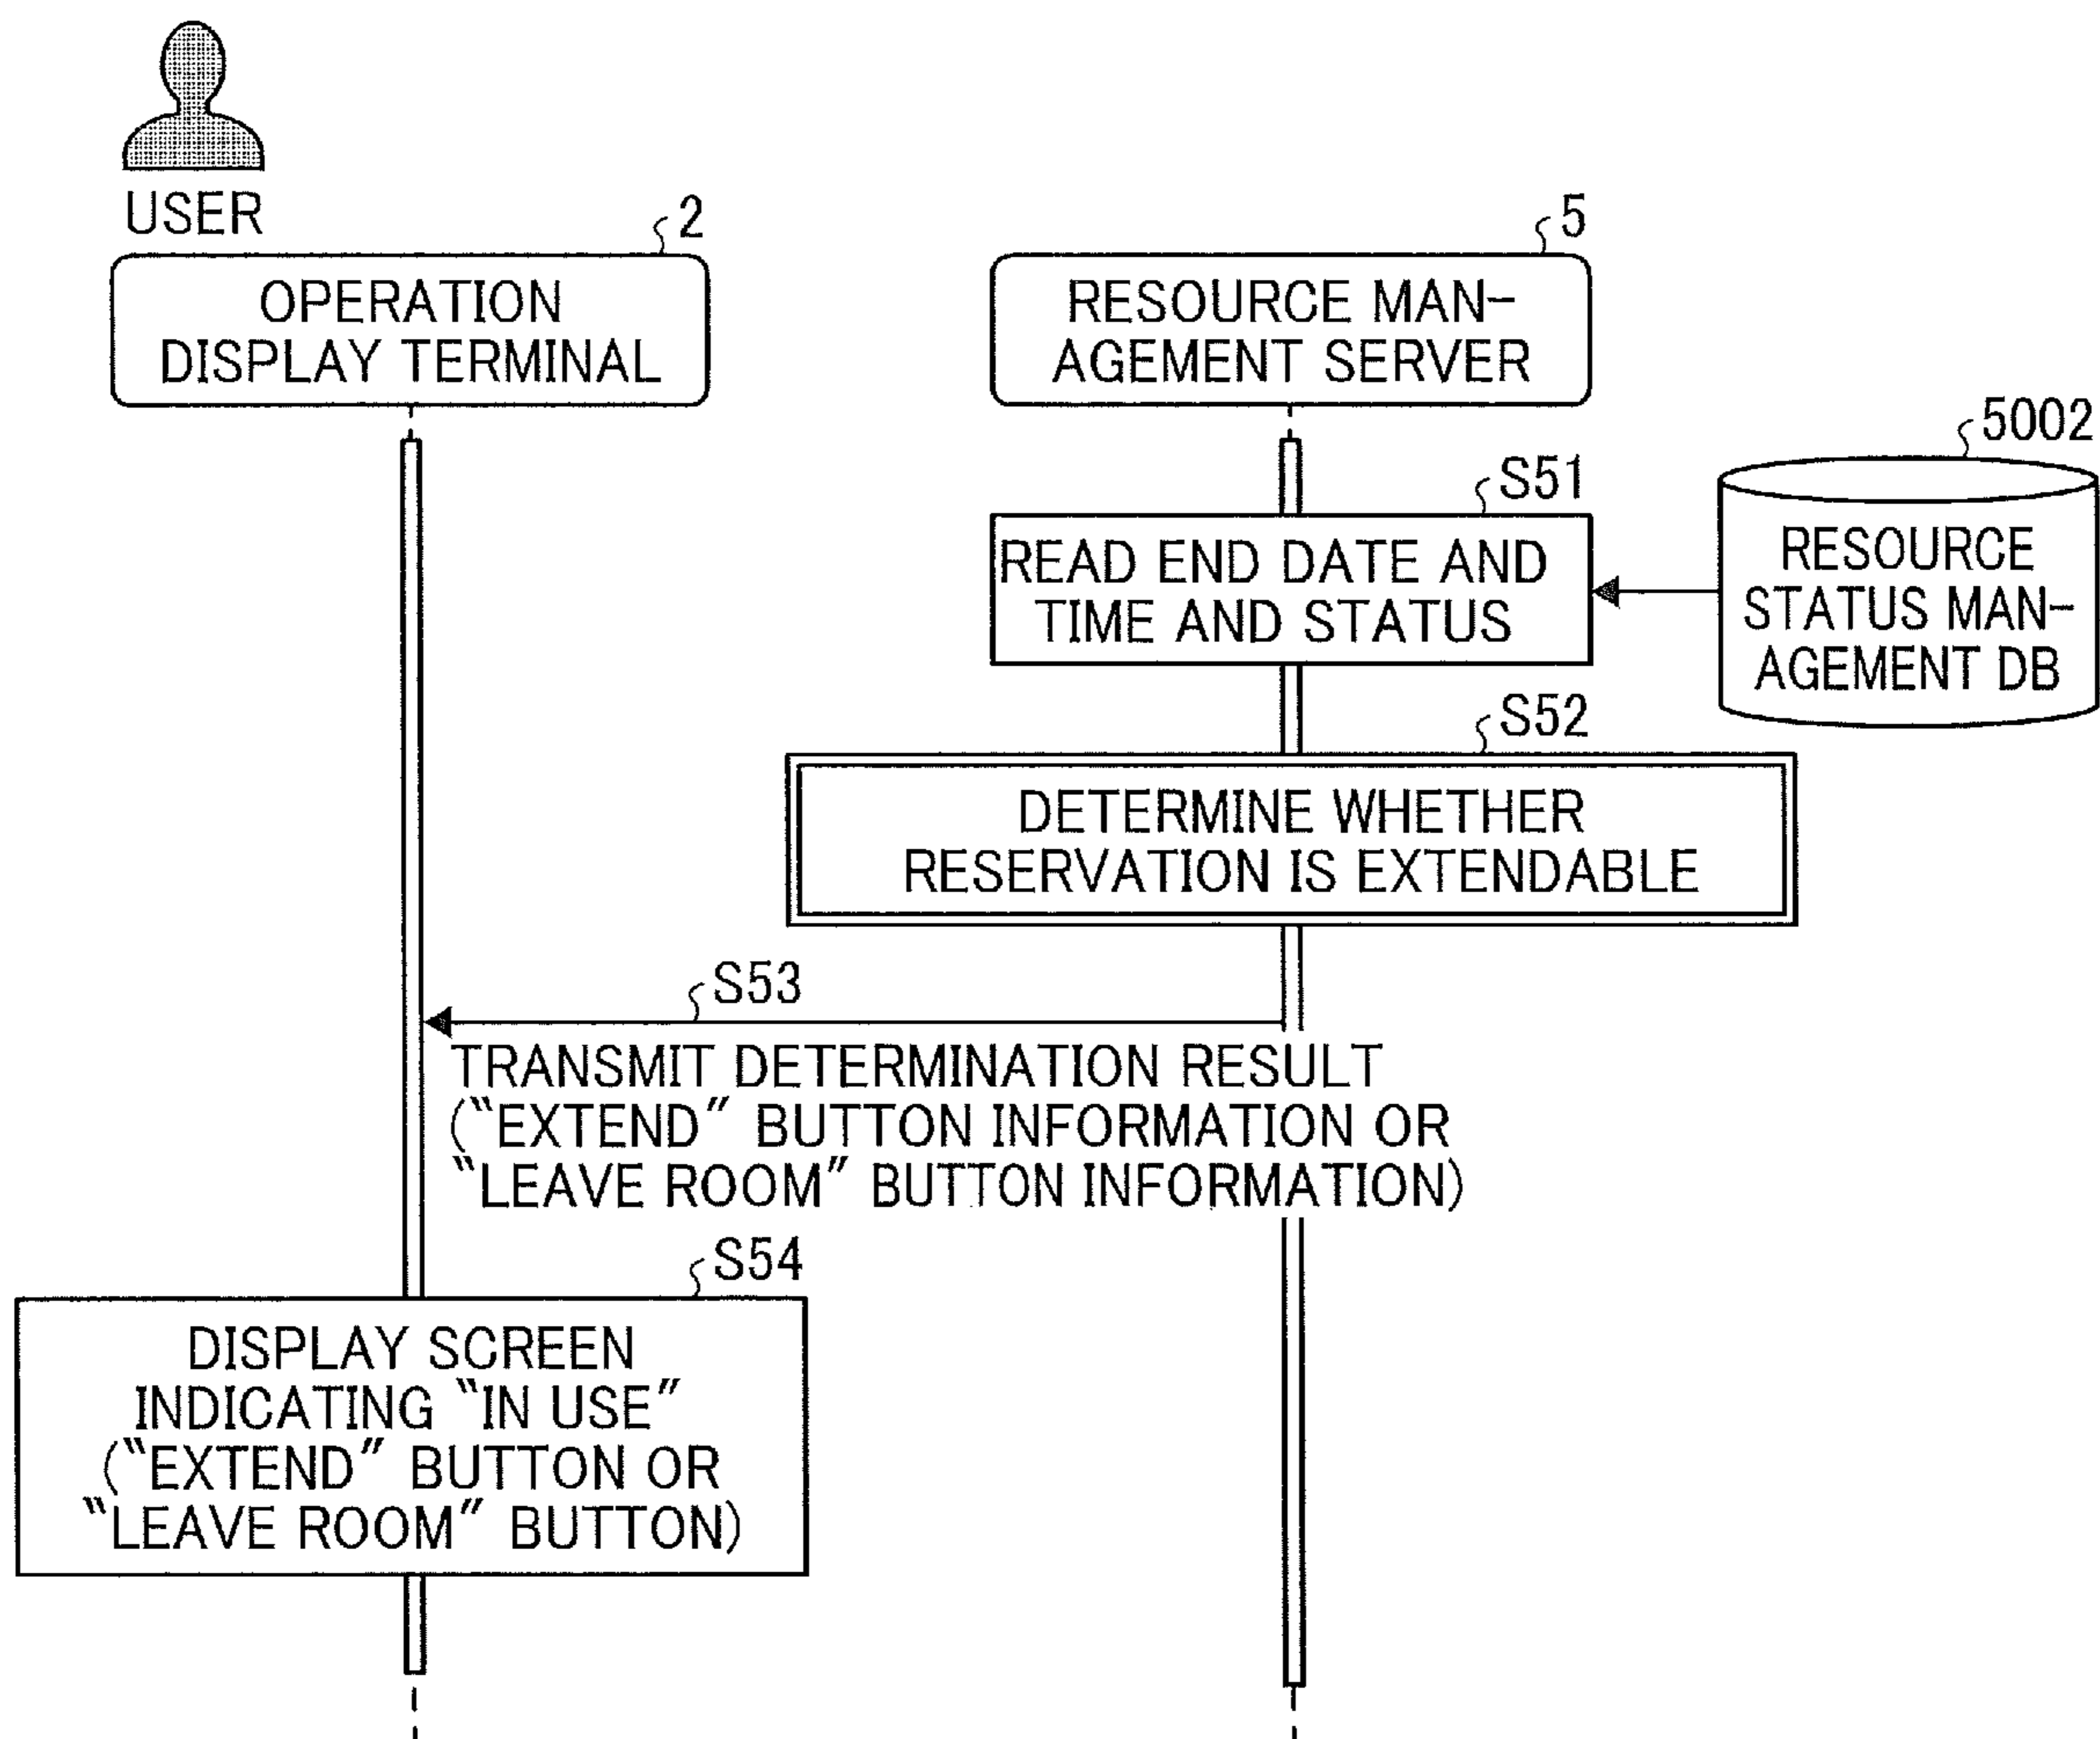 USER
2
OPERATION
DISPLAY TERMINAL
5
RESOURCE MAN-
AGEMENT SERVER
5002
RESOURCE
STATUS MAN-
AGEMENT DB
S51
READ END DATE AND
TIME AND STATUS
S52
DETERMINE WHETHER
RESERVATION IS EXTENDABLE
S53
TRANSMIT DETERMINATION RESULT
(“EXTEND” BUTTON INFORMATION OR
“LEAVE ROOM” BUTTON INFORMATION)
S54
DISPLAY SCREEN
INDICATING “IN USE”
(“EXTEND” BUTTON OR
“LEAVE ROOM” BUTTON)